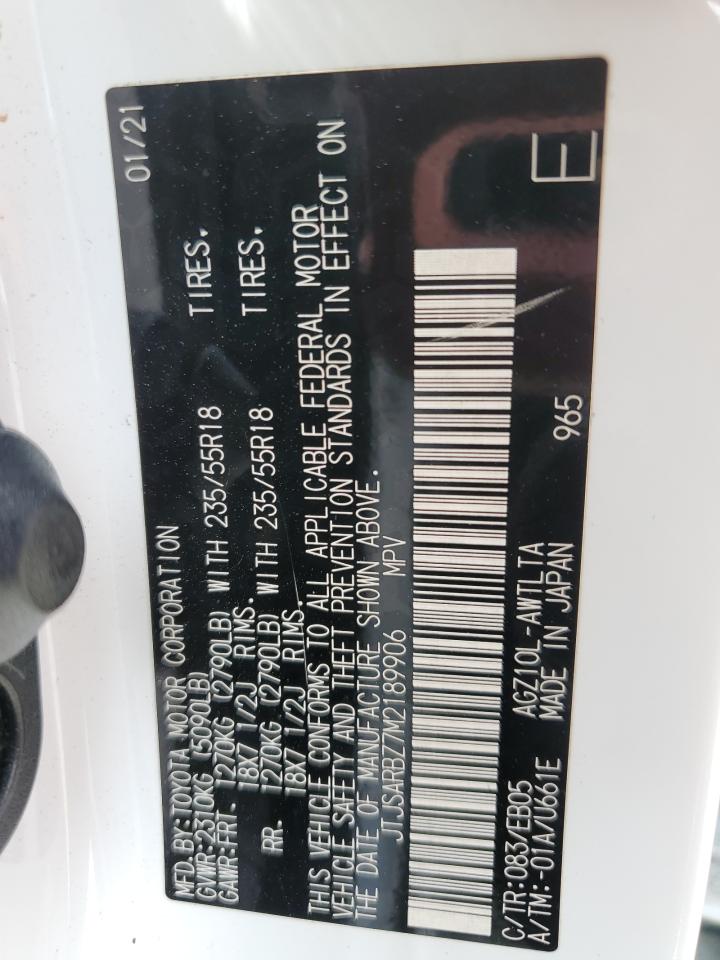 MFD.BY:TOYOTA MOTOR CORPORATION 01/21
GVWR:2310KG (5090LB)
GAWR:FRT. 1270KG (2790LB) WITH 235/55R18 TIRES.
18X7 1/2J RIMS.
RR. 1270KG (2790LB) WITH 235/55R18 TIRES.
18X7 1/2J RIMS.
THIS VEHICLE CONFORMS TO ALL APPLICABLE FEDERAL MOTOR
VEHICLE SAFETY AND THEFT PREVENTION STANDARDS IN EFFECT ON
THE DATE OF MANUFACTURE SHOWN ABOVE.
JTJSARBZ7M2189906 MPV
C/TR:083/EB05 AGZ10L-AWTLTA
A/TM:-01A/U661E MADE IN JAPAN 965 E